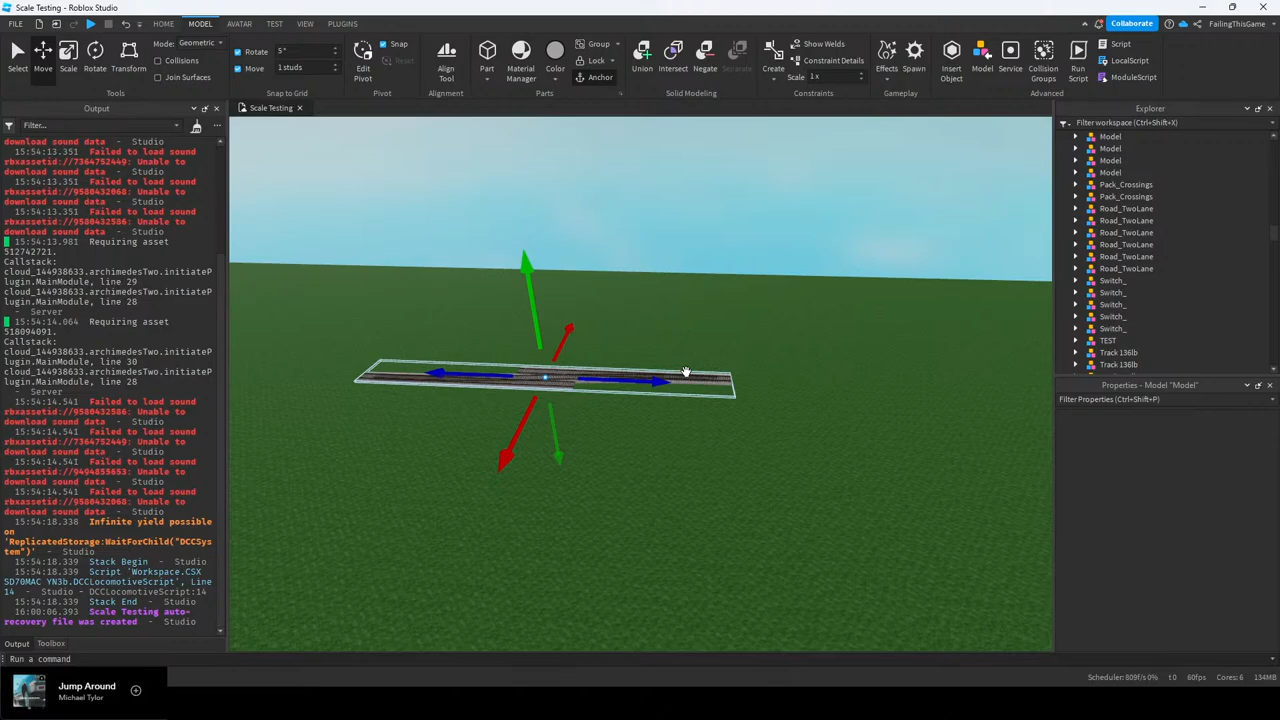 Scale Testing - Roblox Studio
FILE HOME MODEL AVATAR TEST VIEW PLUGINS Collaborate FailingThisGame
Select Move Scale Rotate Transform
Mode: Geometric
Collisions
Join Surfaces
Tools
Rotate 5°
Move 1 studs
Snap to Grid
Edit Pivot
Snap
Reset
Pivot
Align Tool
Alignment
Part Material Manager Color
Group
Lock
Anchor
Parts
Union Intersect Negate Separate
Solid Modeling
Create
Show Welds
Constraint Details
Scale 1 x
Constraints
Effects Spawn
Gameplay
Insert Object Model Service Collision Groups Run Script
Script
LocalScript
ModuleScript
Advanced
Output
Filter...
download sound data - Studio
15:54:13.351 Failed to load sound
rbxassetid://7364752449: Unable to
download sound data - Studio
15:54:13.351 Failed to load sound
rbxassetid://9580432068: Unable to
download sound data - Studio
15:54:13.351 Failed to load sound
rbxassetid://9580432586: Unable to
download sound data - Studio
15:54:13.981 Requiring asset
512742721.
Callstack:
cloud_144938633.archimedesTwo.initiateP
lugin.MainModule, line 29
cloud_144938633.archimedesTwo.initiateP
lugin.MainModule, line 28
- Server
15:54:14.064 Requiring asset
518094091.
Callstack:
cloud_144938633.archimedesTwo.initiateP
lugin.MainModule, line 30
cloud_144938633.archimedesTwo.initiateP
lugin.MainModule, line 28
- Server
15:54:14.541 Failed to load sound
rbxassetid://9580432586: Unable to
download sound data - Studio
15:54:14.541 Failed to load sound
rbxassetid://7364752449: Unable to
download sound data - Studio
15:54:14.541 Failed to load sound
rbxassetid://9494855653: Unable to
download sound data - Studio
15:54:14.541 Failed to load sound
rbxassetid://9580432068: Unable to
download sound data - Studio
15:54:18.338 Infinite yield possible
on
'ReplicatedStorage:WaitForChild("DCCSys
tem")' - Studio
15:54:18.339 Stack Begin - Studio
15:54:18.339 Script 'Workspace.CSX
SD70MAC YN3b.DCCLocomotiveScript', Line
14 - Studio - DCCLocomotiveScript:14
15:54:18.339 Stack End - Studio
16:00:06.393 Scale Testing auto-
recovery file was created - Studio
Output Toolbox
Run a command
Scale Testing
Explorer
Filter workspace (Ctrl+Shift+X)
Model
Model
Model
Model
Pack_Crossings
Pack_Crossings
Road_TwoLane
Road_TwoLane
Road_TwoLane
Road_TwoLane
Road_TwoLane
Road_TwoLane
Switch_
Switch_
Switch_
Switch_
Switch_
TEST
Track 136lb
Track 136lb
Properties - Model "Model"
Filter Properties (Ctrl+Shift+P)
Scheduler: 809f/s 0% t:0 60fps Cores: 6 134MB
Jump Around
Michael Tylor